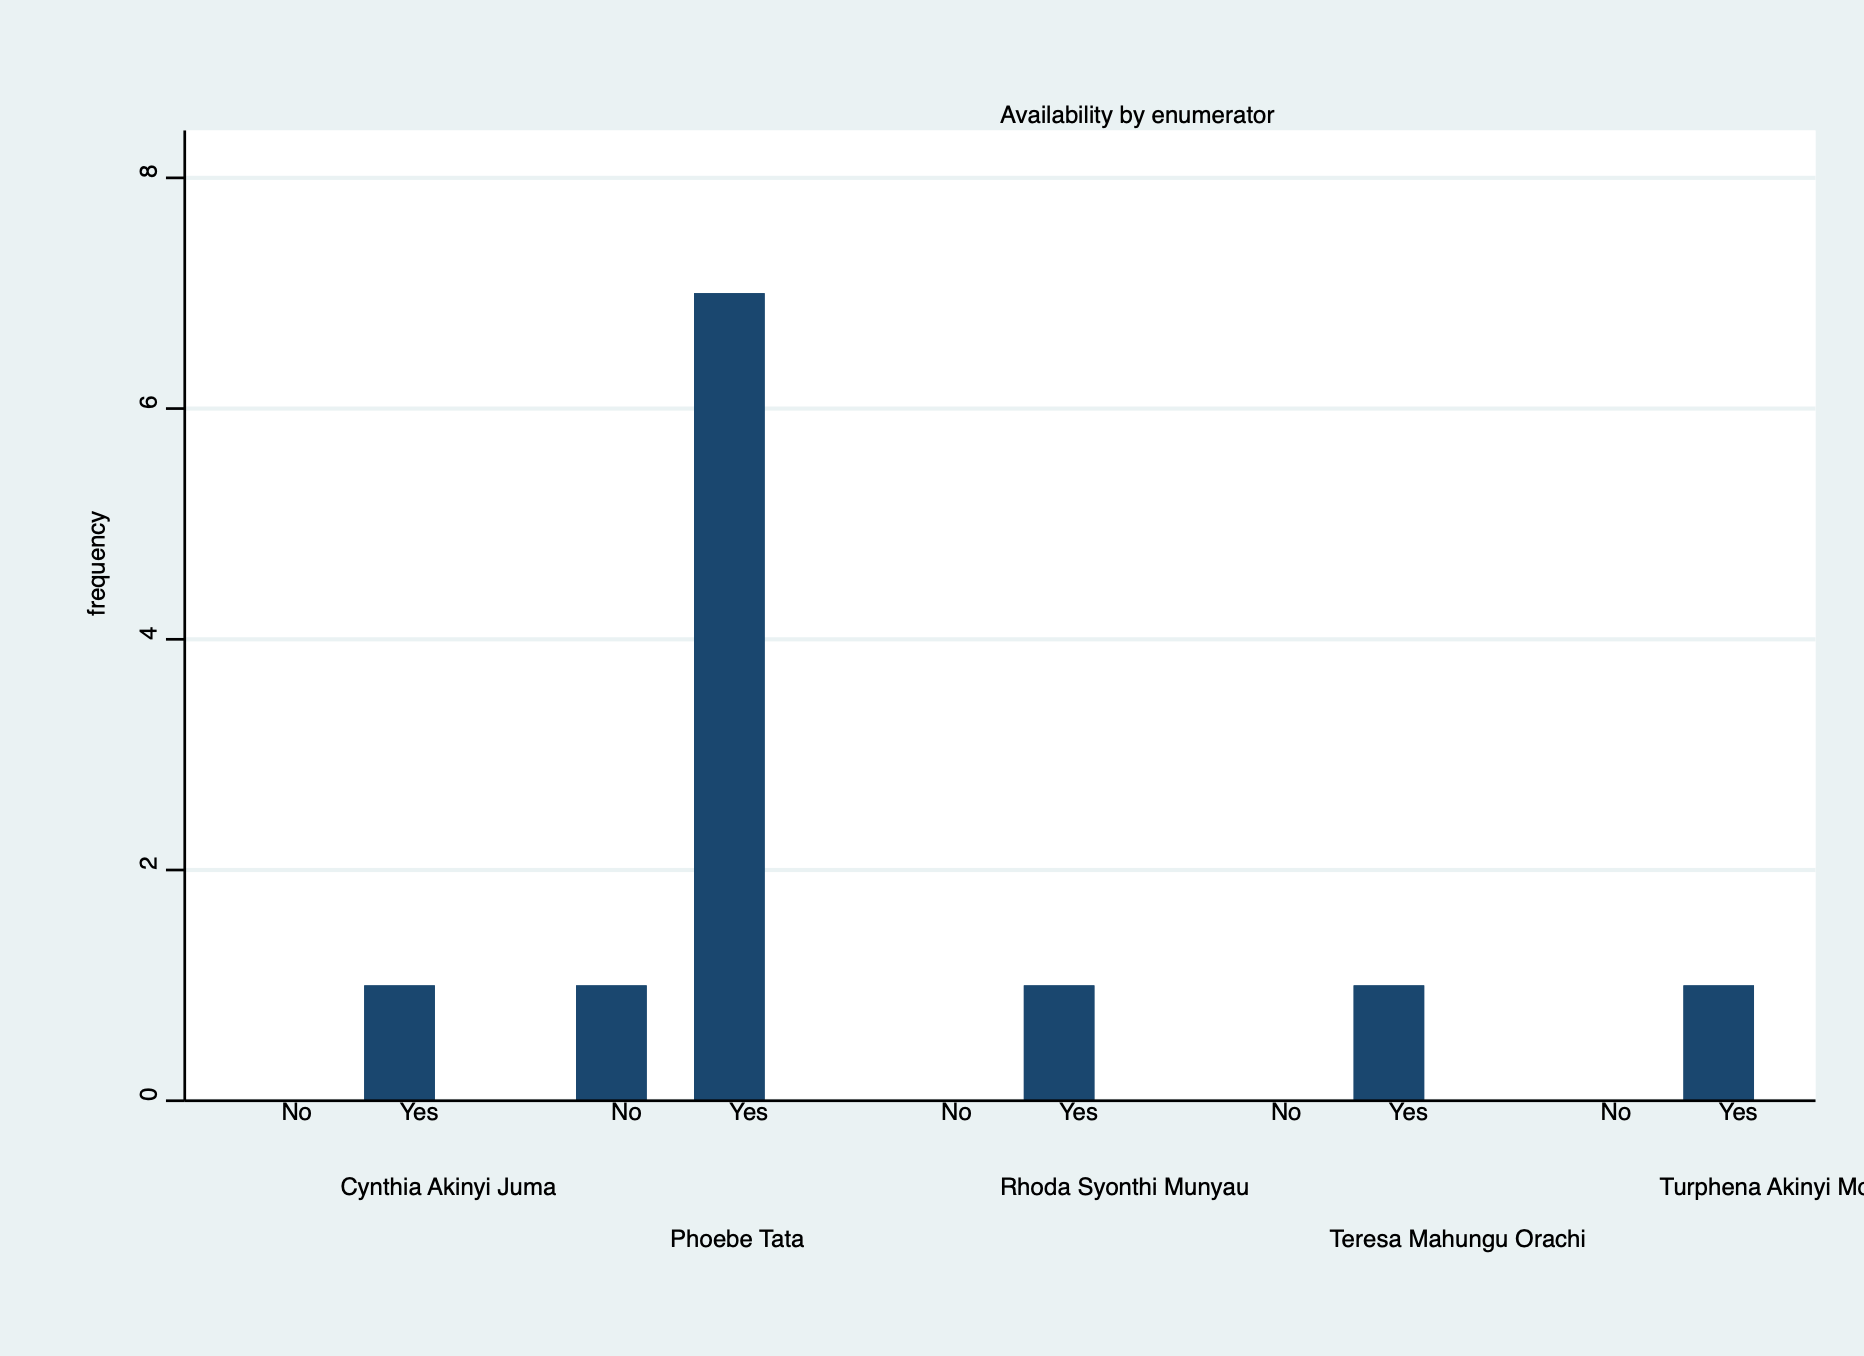 Availability by enumerator
8
6
4
2
0
frequency
No Yes No Yes No Yes No Yes No Yes
Cynthia Akinyi Juma Rhoda Syonthi Munyau Turphena Akinyi
Phoebe Tata Teresa Mahungu Orachi